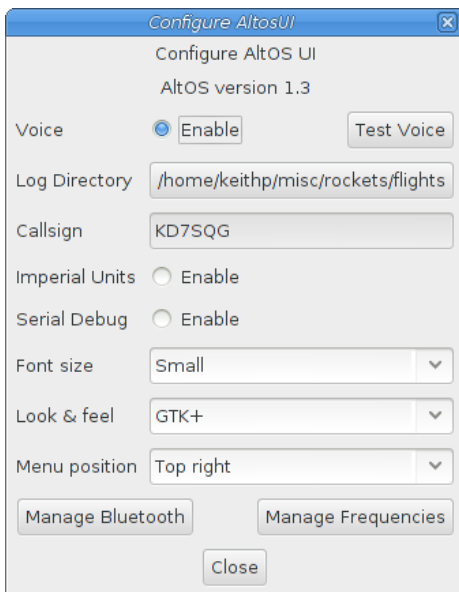 Configure AltosUI
Configure AltOS UI
AltOS version 1.3
Voice Enable Test Voice
Log Directory /home/keithp/misc/rockets/flights
Callsign KD7SQG
Imperial Units Enable
Serial Debug Enable
Font size Small
Look & feel GTK+
Menu position Top right
Manage Bluetooth Manage Frequencies
Close